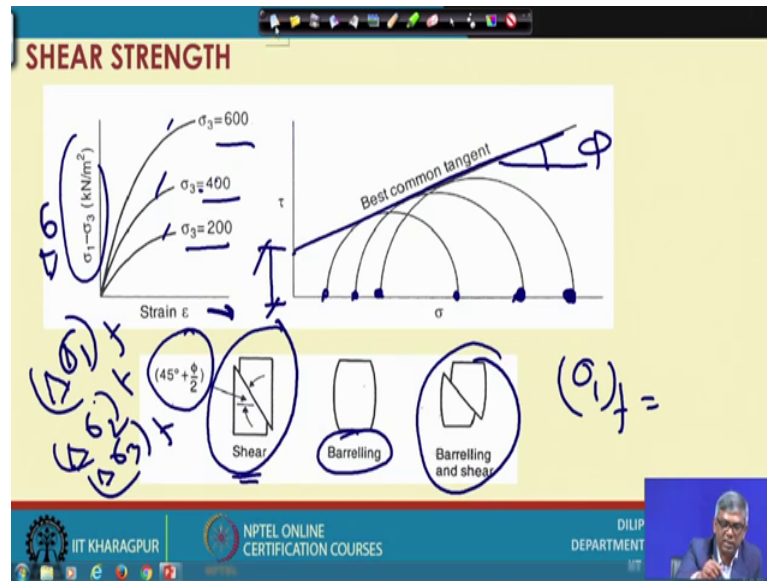 SHEAR STRENGTH
σ₁–σ₃ (kN/m²)
σ₃=600
σ₃=400
σ₃=200
Strain ε
τ
Best common tangent
Φ
σ
(45°+ϕ/2)
Shear
Barrelling
Barrelling
and shear
(σ₁)f =
IIT KHARAGPUR
NPTEL ONLINE
CERTIFICATION COURSES
DILIP
DEPARTMENT